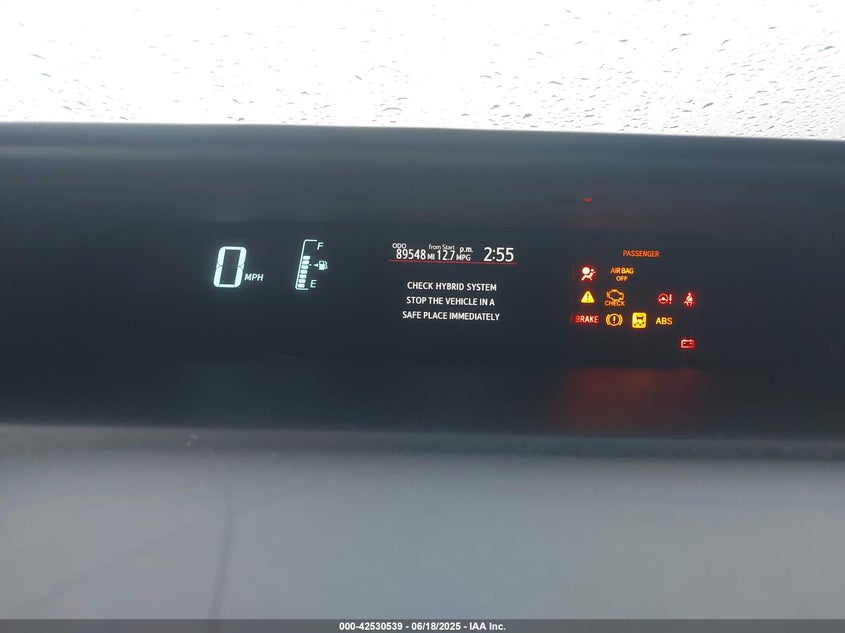 0 MPH
F
E
ODO
from Start p.m.
89548 MI 12.7 MPG 2:55
CHECK HYBRID SYSTEM
STOP THE VEHICLE IN A
SAFE PLACE IMMEDIATELY
PASSENGER
AIR BAG
OFF
CHECK
BRAKE
ABS
000-42530539 - 06/18/2025 - IAA Inc.